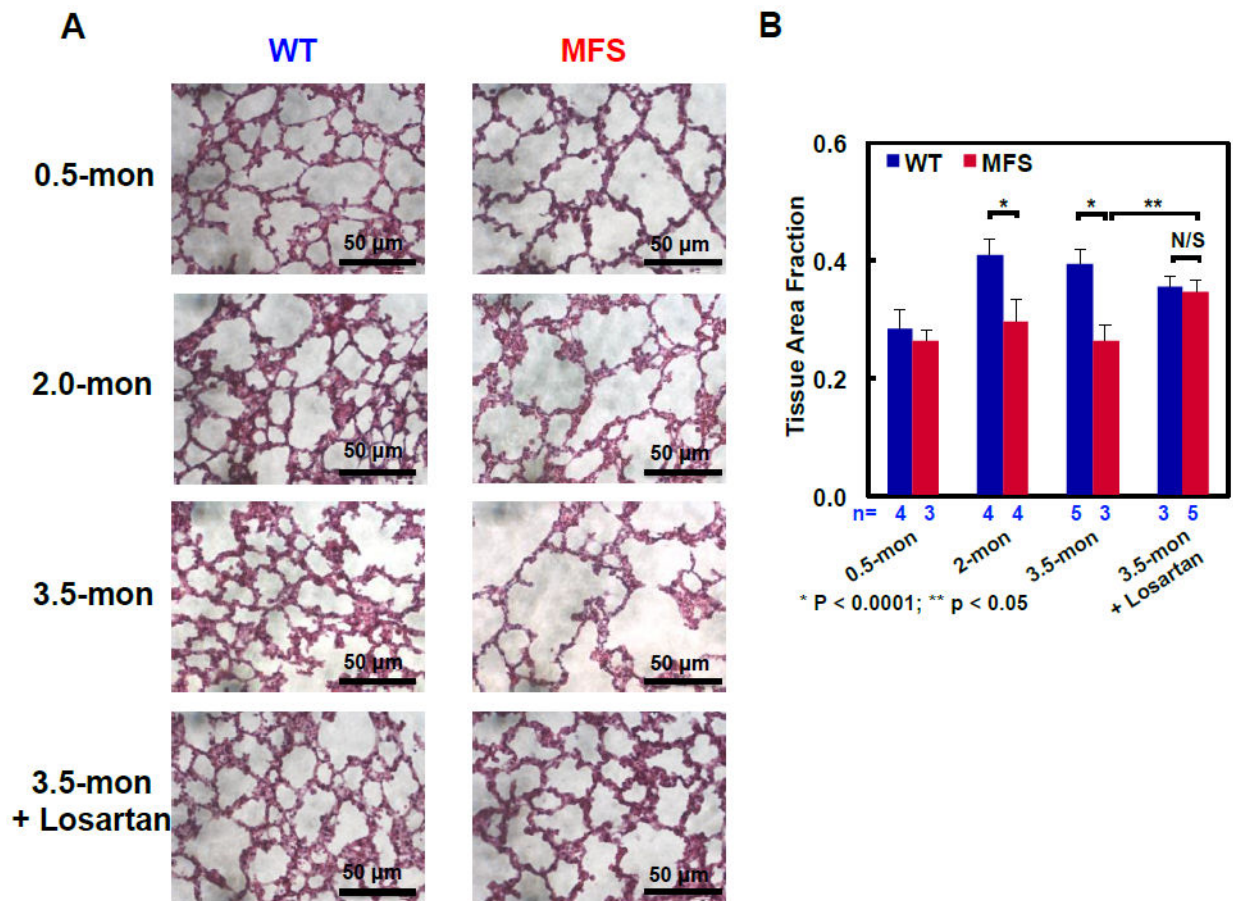 A
WT
MFS
0.5-mon
50 µm
50 µm
2.0-mon
50 µm
50 µm
3.5-mon
50 µm
50 µm
3.5-mon
+ Losartan
50 µm
50 µm
B
Tissue Area Fraction
0.6
0.4
0.2
0.0
WT MFS
*
*
**
N/S
n= 4 3 4 4 5 3 3 5
0.5-mon
2-mon
3.5-mon
3.5-mon
+ Losartan
* P < 0.0001; ** p < 0.05